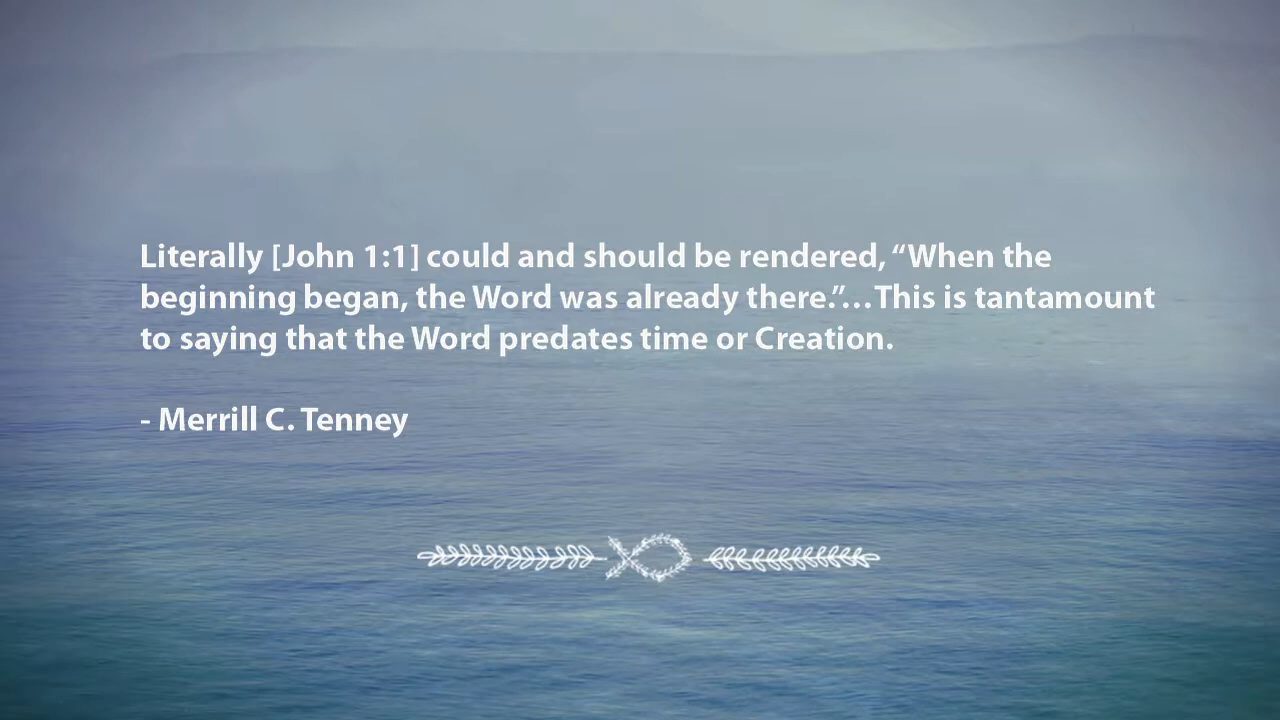 Literally [John 1:1] could and should be rendered, “When the
beginning began, the Word was already there.”…This is tantamount
to saying that the Word predates time or Creation.
- Merrill C. Tenney